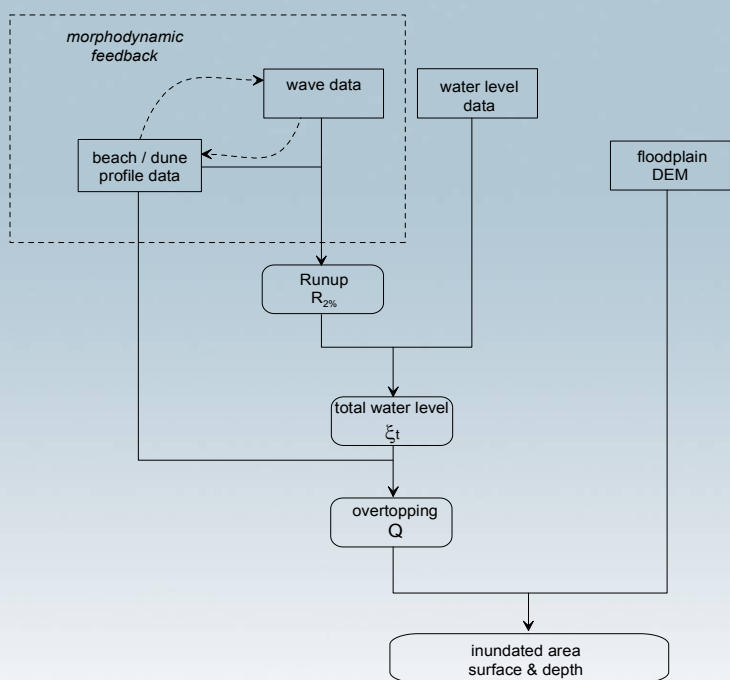 morphodynamic
feedback
wave data
water level
data
beach / dune
profile data
floodplain
DEM
Runup
R2%
total water level
ξt
overtopping
Q
inundated area
surface & depth